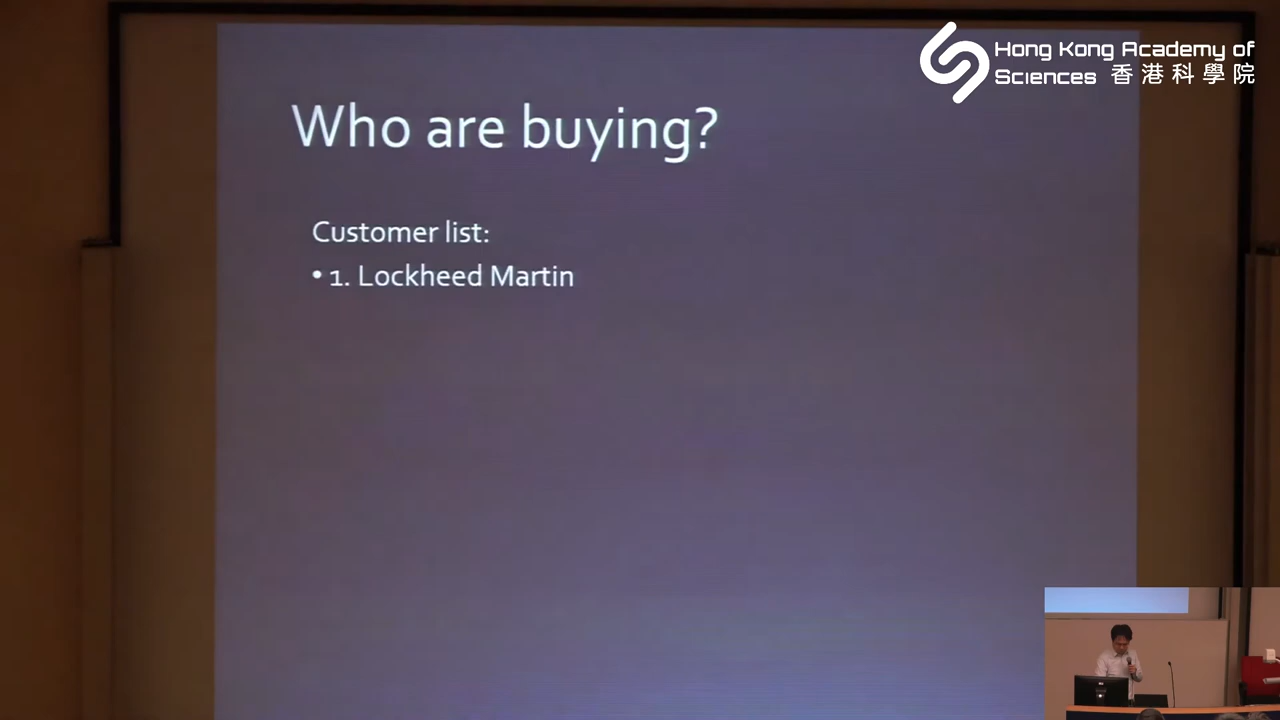 Hong Kong Academy of
Sciences 香港科學院
Who are buying?
Customer list:
• 1. Lockheed Martin